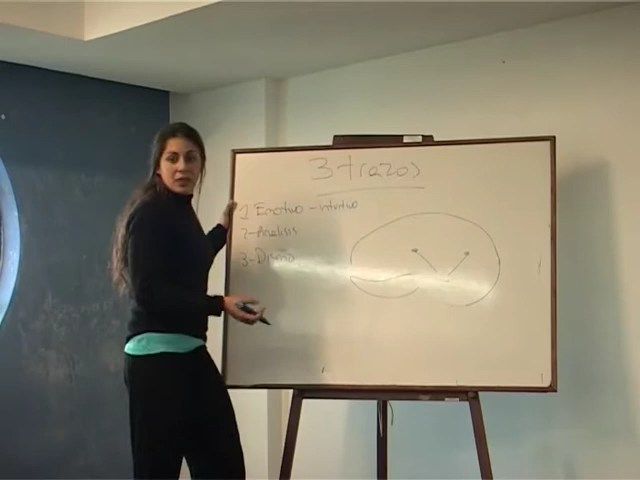 3 trazos
1 Emotivo - intuitivo
2- Análisis
3- Diseño